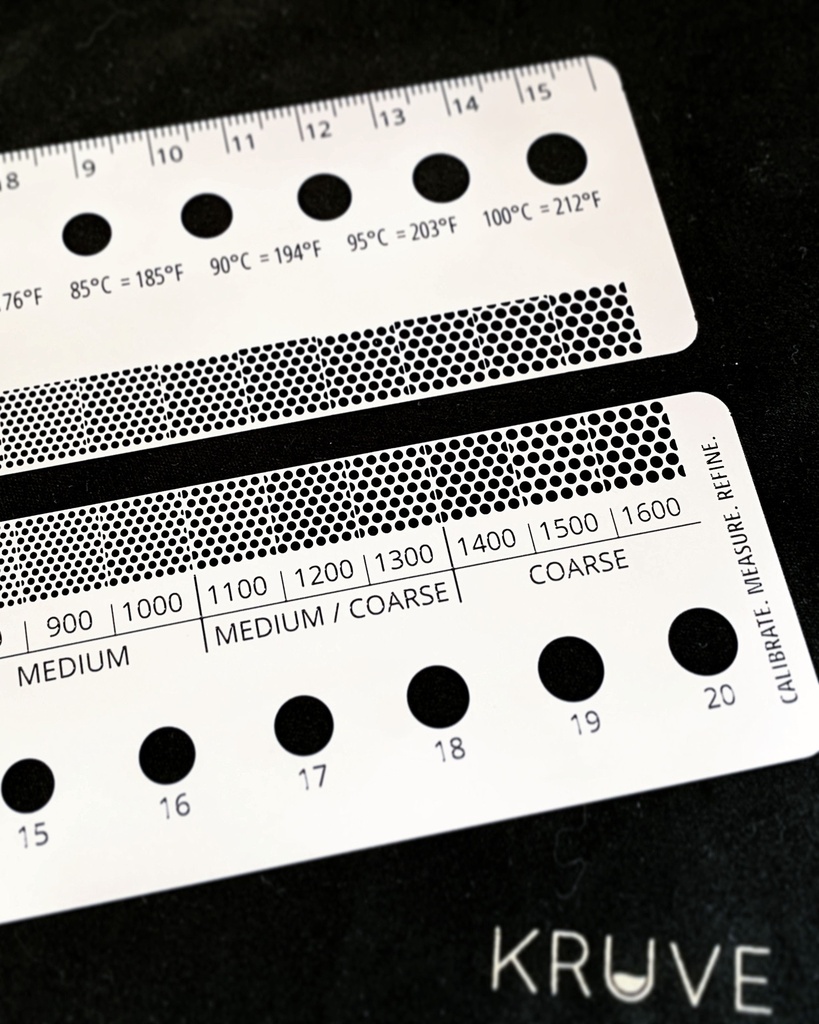 8 9 10 11 12 13 14 15
76°F 85°C = 185°F 90°C = 194°F 95°C = 203°F 100°C = 212°F
900 | 1000 | 1100 | 1200 | 1300 | 1400 | 1500 | 1600
MEDIUM MEDIUM / COARSE COARSE
15 16 17 18 19 20
CALIBRATE. MEASURE. REFINE.
KRUVE